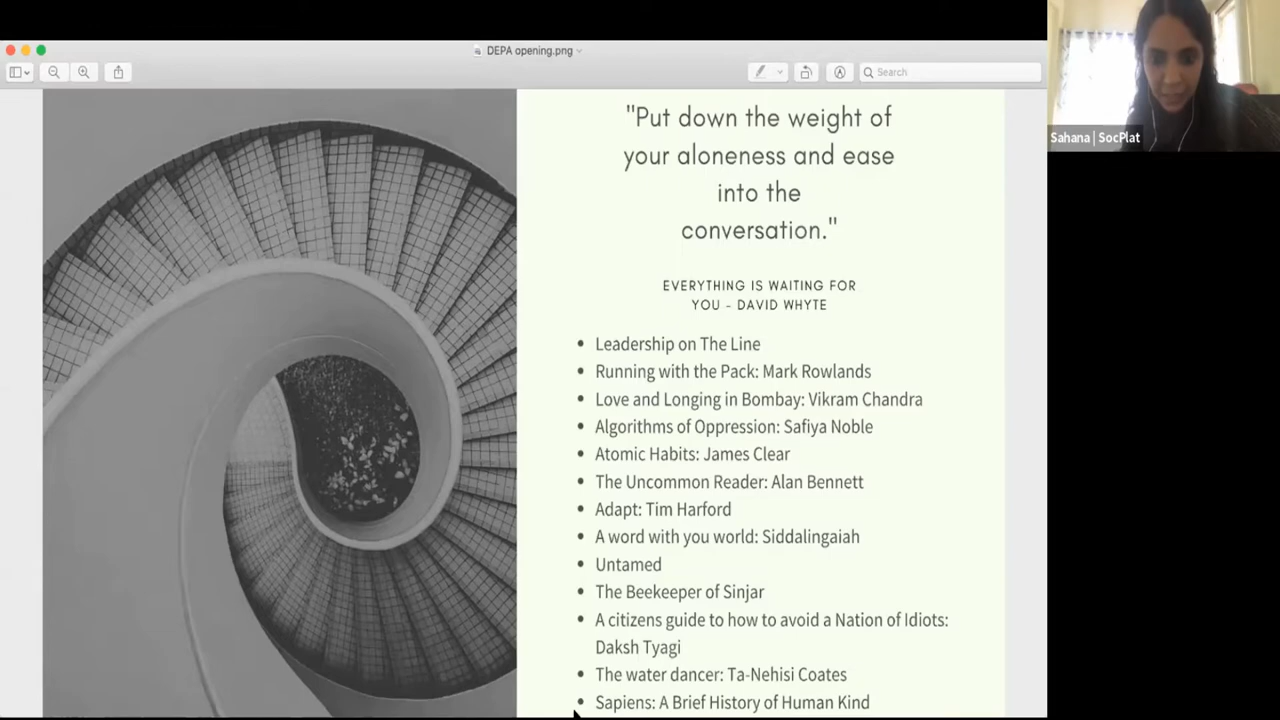 DEPA opening.png
Search
Sahana | SocPlat
"Put down the weight of
your aloneness and ease
into the
conversation."
EVERYTHING IS WAITING FOR
YOU - DAVID WHYTE
• Leadership on The Line
• Running with the Pack: Mark Rowlands
• Love and Longing in Bombay: Vikram Chandra
• Algorithms of Oppression: Safiya Noble
• Atomic Habits: James Clear
• The Uncommon Reader: Alan Bennett
• Adapt: Tim Harford
• A word with you world: Siddalingaiah
• Untamed
• The Beekeeper of Sinjar
• A citizens guide to how to avoid a Nation of Idiots:
Daksh Tyagi
• The water dancer: Ta-Nehisi Coates
• Sapiens: A Brief History of Human Kind